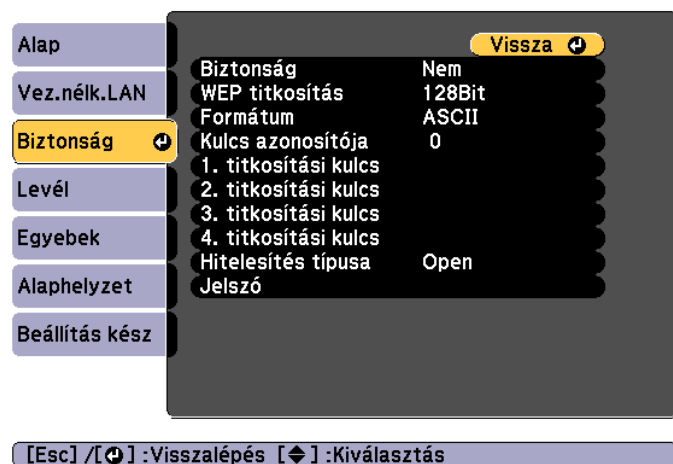 Alap
Vez.nélk.LAN
Biztonság
Levél
Egyebek
Alaphelyzet
Beállítás kész
Vissza
Biztonság Nem
WEP titkosítás 128Bit
Formátum ASCII
Kulcs azonosítója 0
1. titkosítási kulcs
2. titkosítási kulcs
3. titkosítási kulcs
4. titkosítási kulcs
Hitelesítés típusa Open
Jelszó
[Esc] /[ ] :Visszalépés [ ] :Kiválasztás